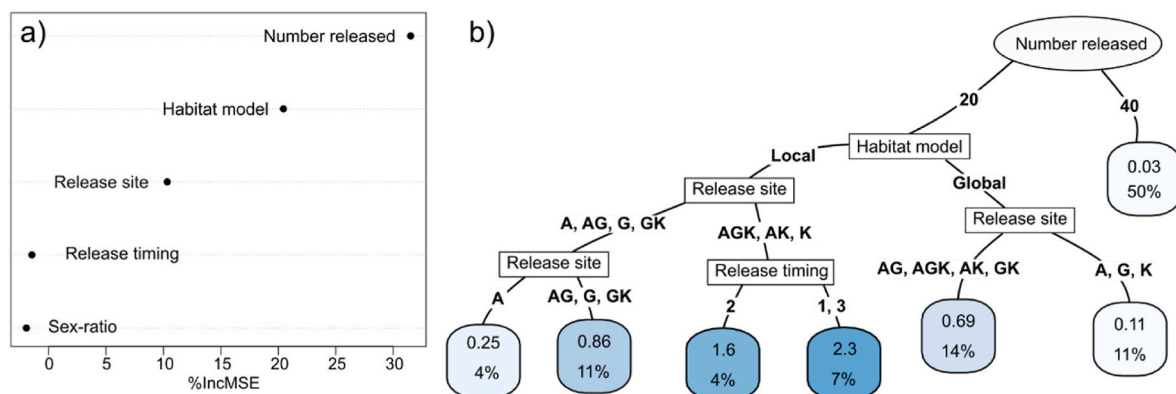 a)
Number released
Habitat model
Release site
Release timing
Sex-ratio
0 5 10 15 20 25 30
%IncMSE
b)
Number released
20 40
Habitat model
0.03
50%
Local Global
Release site
Release site
A, AG, G, GK AGK, AK, K
AG, AGK, AK, GK A, G, K
Release site Release timing
A AG, G, GK 2 1, 3
0.25 0.86 1.6 2.3 0.69 0.11
4% 11% 4% 7% 14% 11%